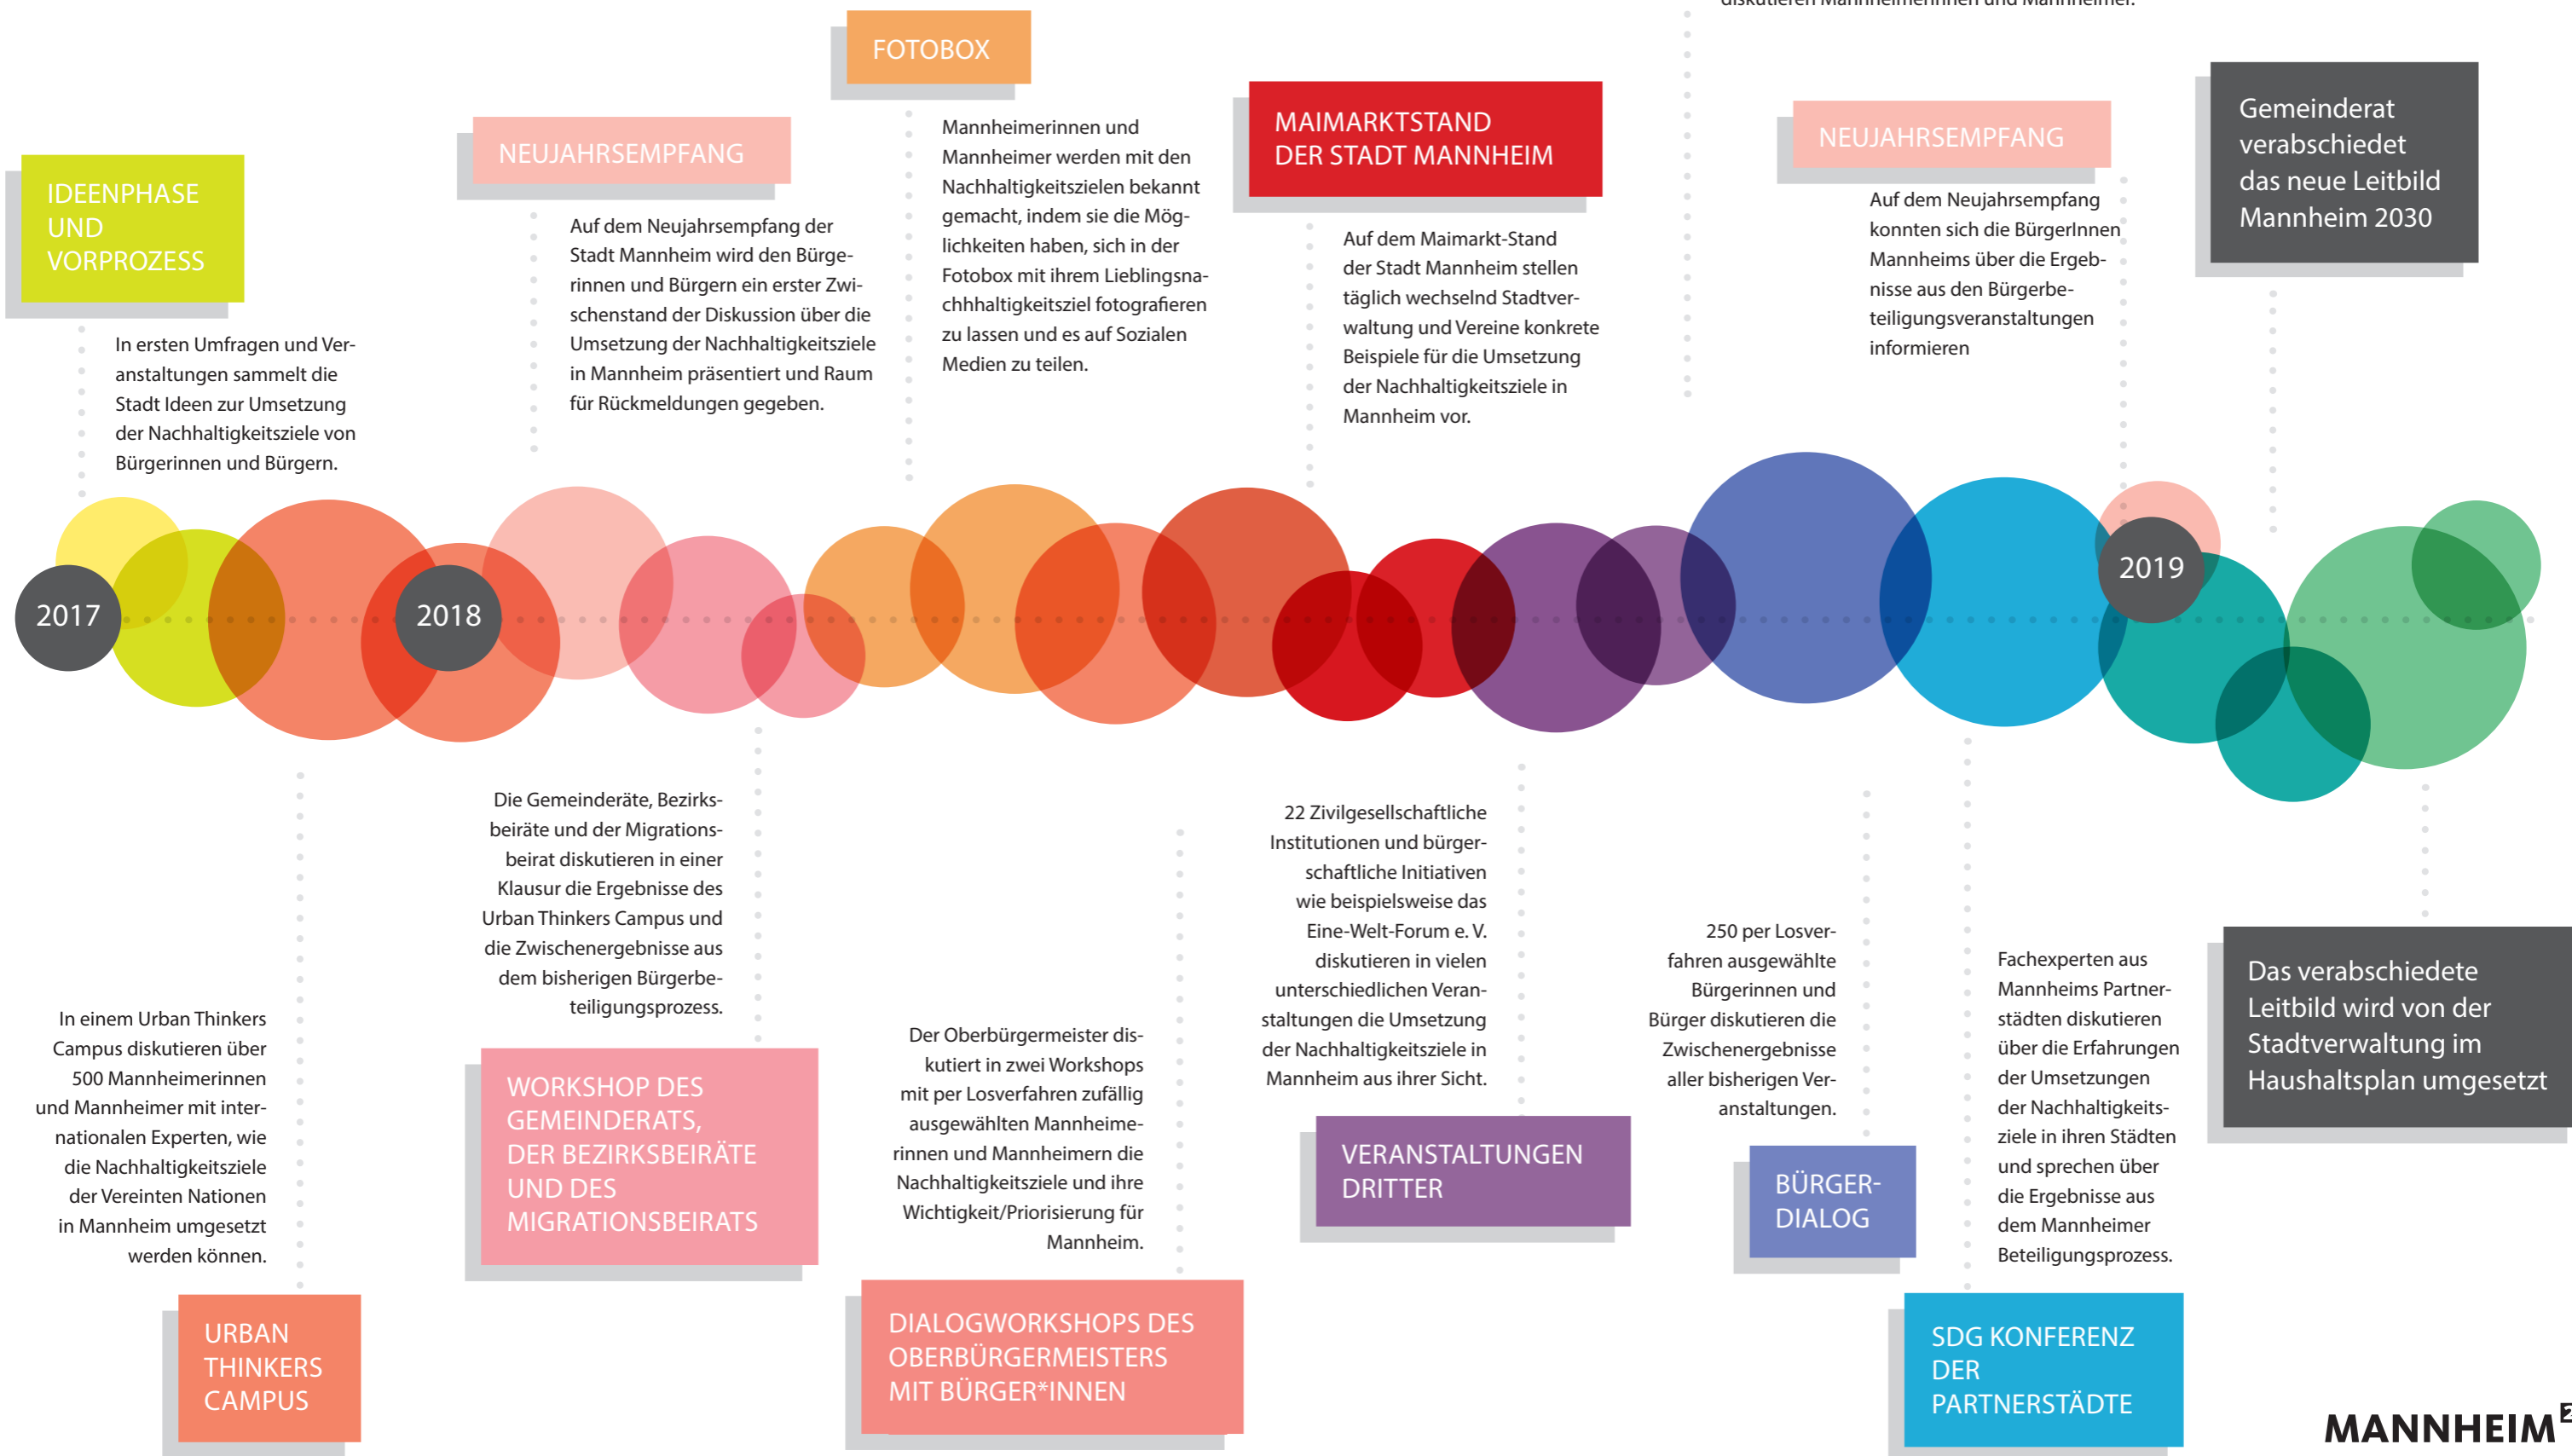 diskutieren Mannheimerinnen und Mannheimer.
FOTOBOX
Mannheimerinnen und
Mannheimer werden mit den
Nachhaltigkeitszielen bekannt
gemacht, indem sie die Mög-
lichkeiten haben, sich in der
Fotobox mit ihrem Lieblingsna-
chhhaltigkeitsziel fotografieren
zu lassen und es auf Sozialen
Medien zu teilen.
IDEENPHASE
UND
VORPROZESS
In ersten Umfragen und Ver-
anstaltungen sammelt die
Stadt Ideen zur Umsetzung
der Nachhaltigkeitsziele von
Bürgerinnen und Bürgern.
NEUJAHRSEMPFANG
Auf dem Neujahrsempfang der
Stadt Mannheim wird den Bürge-
rinnen und Bürgern ein erster Zwi-
schenstand der Diskussion über die
Umsetzung der Nachhaltigkeitsziele
in Mannheim präsentiert und Raum
für Rückmeldungen gegeben.
MAIMARKTSTAND
DER STADT MANNHEIM
Auf dem Maimarkt-Stand
der Stadt Mannheim stellen
täglich wechselnd Stadtver-
waltung und Vereine konkrete
Beispiele für die Umsetzung
der Nachhaltigkeitsziele in
Mannheim vor.
NEUJAHRSEMPFANG
Auf dem Neujahrsempfang
konnten sich die BürgerInnen
Mannheims über die Ergeb-
nisse aus den Bürgerbe-
teiligungsveranstaltungen
informieren
Gemeinderat
verabschiedet
das neue Leitbild
Mannheim 2030
2017
2018
2019
In einem Urban Thinkers
Campus diskutieren über
500 Mannheimerinnen
und Mannheimer mit inter-
nationalen Experten, wie
die Nachhaltigkeitsziele
der Vereinten Nationen
in Mannheim umgesetzt
werden können.
URBAN
THINKERS
CAMPUS
Die Gemeinderäte, Bezirks-
beiräte und der Migrations-
beirat diskutieren in einer
Klausur die Ergebnisse des
Urban Thinkers Campus und
die Zwischenergebnisse aus
dem bisherigen Bürgerbe-
teiligungsprozess.
WORKSHOP DES
GEMEINDERATS,
DER BEZIRKSBEIRÄTE
UND DES
MIGRATIONSBEIRATS
Der Oberbürgermeister dis-
kutiert in zwei Workshops
mit per Losverfahren zufällig
ausgewählten Mannheime-
rinnen und Mannheimern die
Nachhaltigkeitsziele und ihre
Wichtigkeit/Priorisierung für
Mannheim.
DIALOGWORKSHOPS DES
OBERBÜRGERMEISTERS
MIT BÜRGER*INNEN
22 Zivilgesellschaftliche
Institutionen und bürger-
schaftliche Initiativen
wie beispielsweise das
Eine-Welt-Forum e. V.
diskutieren in vielen
unterschiedlichen Veran-
staltungen die Umsetzung
der Nachhaltigkeitsziele in
Mannheim aus ihrer Sicht.
VERANSTALTUNGEN
DRITTER
250 per Losver-
fahren ausgewählte
Bürgerinnen und
Bürger diskutieren die
Zwischenergebnisse
aller bisherigen Ver-
anstaltungen.
BÜRGER-
DIALOG
Fachexperten aus
Mannheims Partner-
städten diskutieren
über die Erfahrungen
der Umsetzungen
der Nachhaltigkeits-
ziele in ihren Städten
und sprechen über
die Ergebnisse aus
dem Mannheimer
Beteiligungsprozess.
SDG KONFERENZ
DER
PARTNERSTÄDTE
Das verabschiedete
Leitbild wird von der
Stadtverwaltung im
Haushaltsplan umgesetzt
MANNHEIM